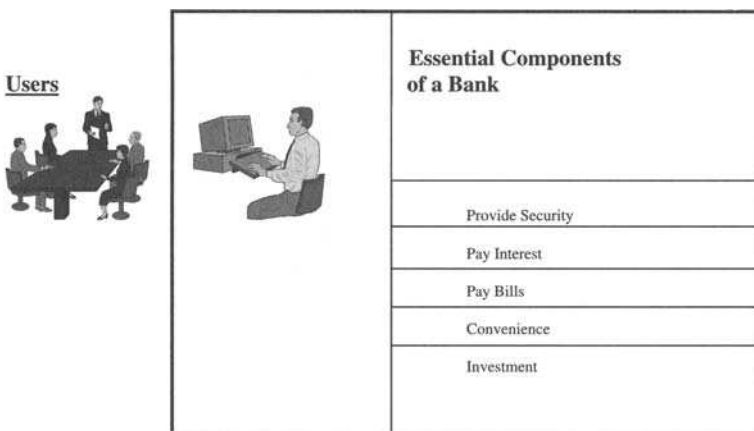 Users
Essential Components
of a Bank
Provide Security
Pay Interest
Pay Bills
Convenience
Investment